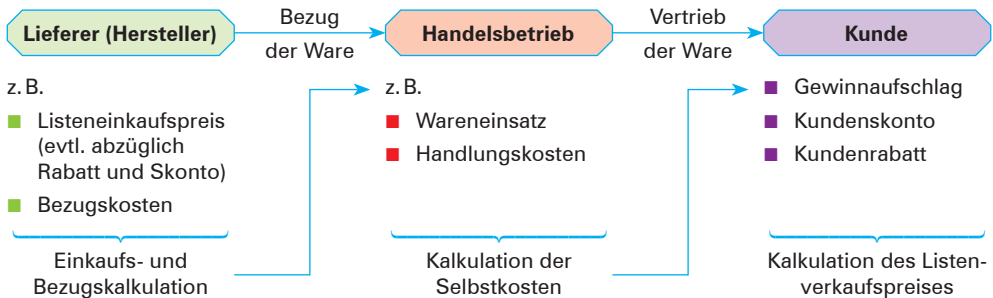 Lieferer (Hersteller)
Bezug
der Ware
Handelsbetrieb
Vertrieb
der Ware
Kunde
z. B.
Listeneinkaufspreis
(evtl. abzüglich
Rabatt und Skonto)
Bezugskosten
z. B.
Wareneinsatz
Handlungskosten
Gewinnaufschlag
Kundenskonto
Kundenrabatt
Einkaufs- und
Bezugskalkulation
Kalkulation der
Selbstkosten
Kalkulation des Listen-
verkaufspreises